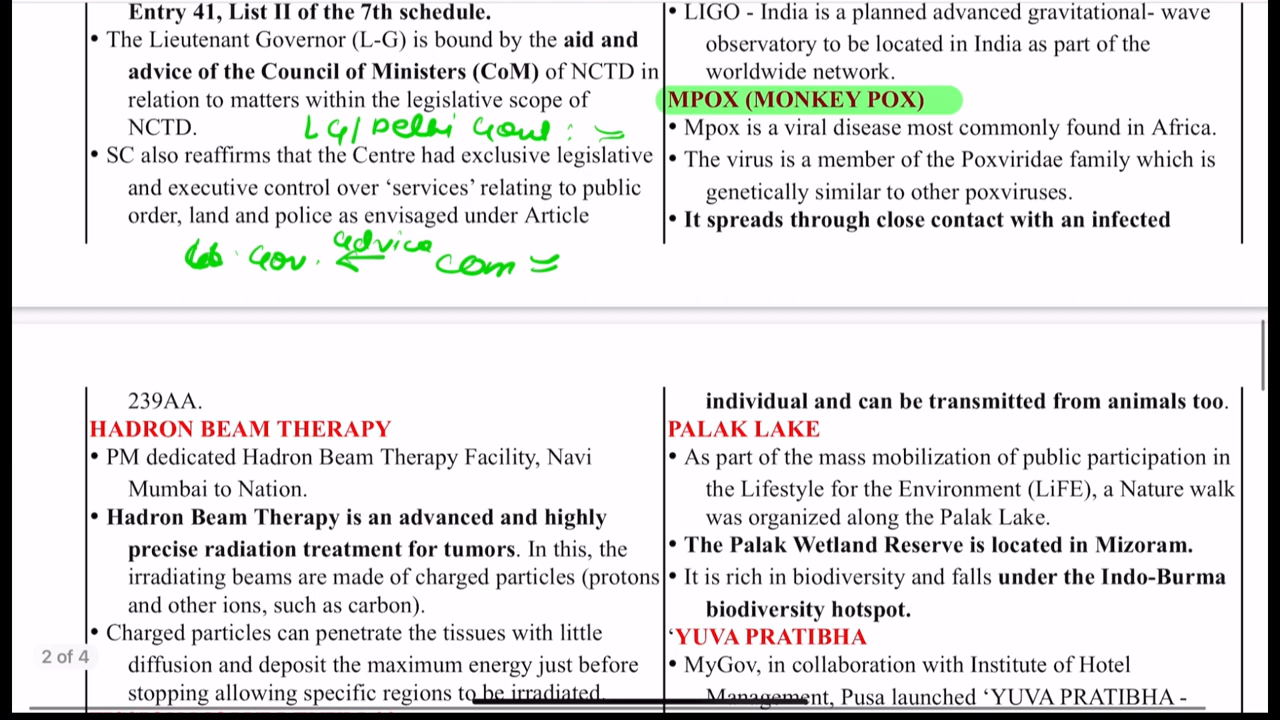 Entry 41, List II of the 7th schedule.
• The Lieutenant Governor (L-G) is bound by the aid and
advice of the Council of Ministers (CoM) of NCTD in
relation to matters within the legislative scope of
NCTD.
LG/Delhi Govt :
• SC also reaffirms that the Centre had exclusive legislative
and executive control over ‘services’ relating to public
order, land and police as envisaged under Article
Gov. advice com
239AA.
HADRON BEAM THERAPY
• PM dedicated Hadron Beam Therapy Facility, Navi
Mumbai to Nation.
• Hadron Beam Therapy is an advanced and highly
precise radiation treatment for tumors. In this, the
irradiating beams are made of charged particles (protons
and other ions, such as carbon).
• Charged particles can penetrate the tissues with little
diffusion and deposit the maximum energy just before
stopping allowing specific regions to be irradiated.
2 of 4
• LIGO - India is a planned advanced gravitational- wave
observatory to be located in India as part of the
worldwide network.
MPOX (MONKEY POX)
• Mpox is a viral disease most commonly found in Africa.
• The virus is a member of the Poxviridae family which is
genetically similar to other poxviruses.
• It spreads through close contact with an infected
individual and can be transmitted from animals too.
PALAK LAKE
• As part of the mass mobilization of public participation in
the Lifestyle for the Environment (LiFE), a Nature walk
was organized along the Palak Lake.
• The Palak Wetland Reserve is located in Mizoram.
• It is rich in biodiversity and falls under the Indo-Burma
biodiversity hotspot.
‘YUVA PRATIBHA
• MyGov, in collaboration with Institute of Hotel
Management, Pusa launched ‘YUVA PRATIBHA -